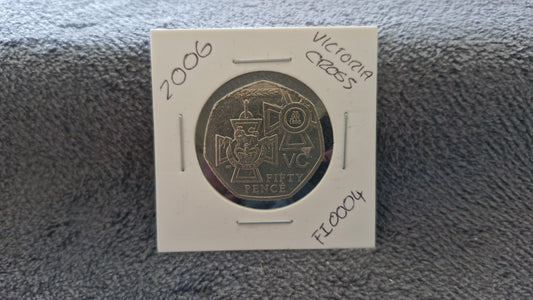 2006
VICTORIA
CROSS
VC
FIFTY
PENCE
FI0004